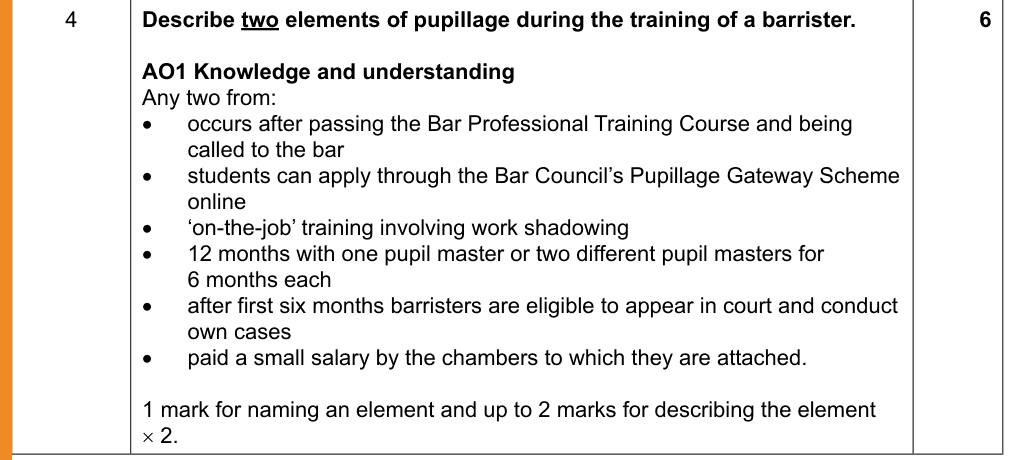 4 Describe two elements of pupillage during the training of a barrister. 6
AO1 Knowledge and understanding
Any two from:
• occurs after passing the Bar Professional Training Course and being
called to the bar
• students can apply through the Bar Council’s Pupillage Gateway Scheme
online
• ‘on-the-job’ training involving work shadowing
• 12 months with one pupil master or two different pupil masters for
6 months each
• after first six months barristers are eligible to appear in court and conduct
own cases
• paid a small salary by the chambers to which they are attached.
1 mark for naming an element and up to 2 marks for describing the element
× 2.